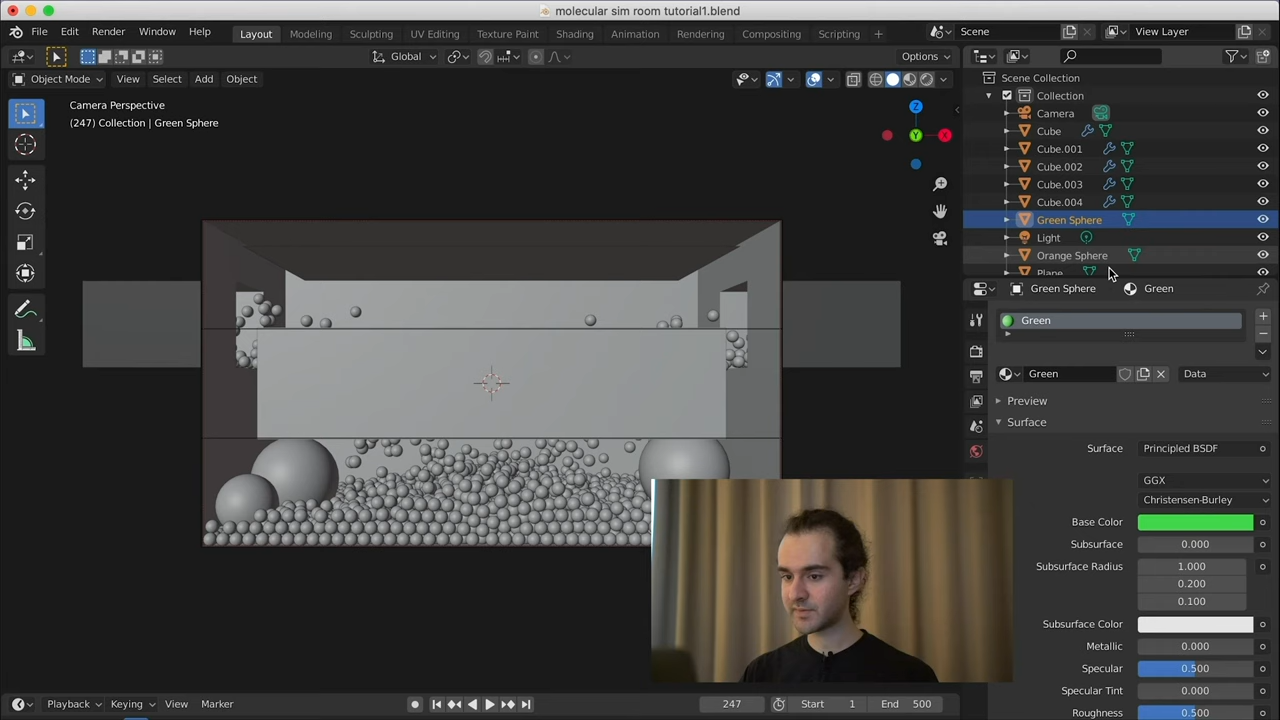 molecular sim room tutorial1.blend
File Edit Render Window Help
Layout Modeling Sculpting UV Editing Texture Paint Shading Animation Rendering Compositing Scripting +
Scene
View Layer
Global
Options
Object Mode View Select Add Object
Camera Perspective
(247) Collection | Green Sphere
Z
Y
X
Scene Collection
Collection
Camera
Cube
Cube.001
Cube.002
Cube.003
Cube.004
Green Sphere
Light
Orange Sphere
Plane
Green Sphere Green
Green
Green Data
Preview
Surface
Surface Principled BSDF
GGX
Christensen-Burley
Base Color
Subsurface 0.000
Subsurface Radius 1.000
0.200
0.100
Subsurface Color
Metallic 0.000
Specular 0.500
Specular Tint 0.000
Roughness 0.500
Playback Keying View Marker
247
Start 1
End 500